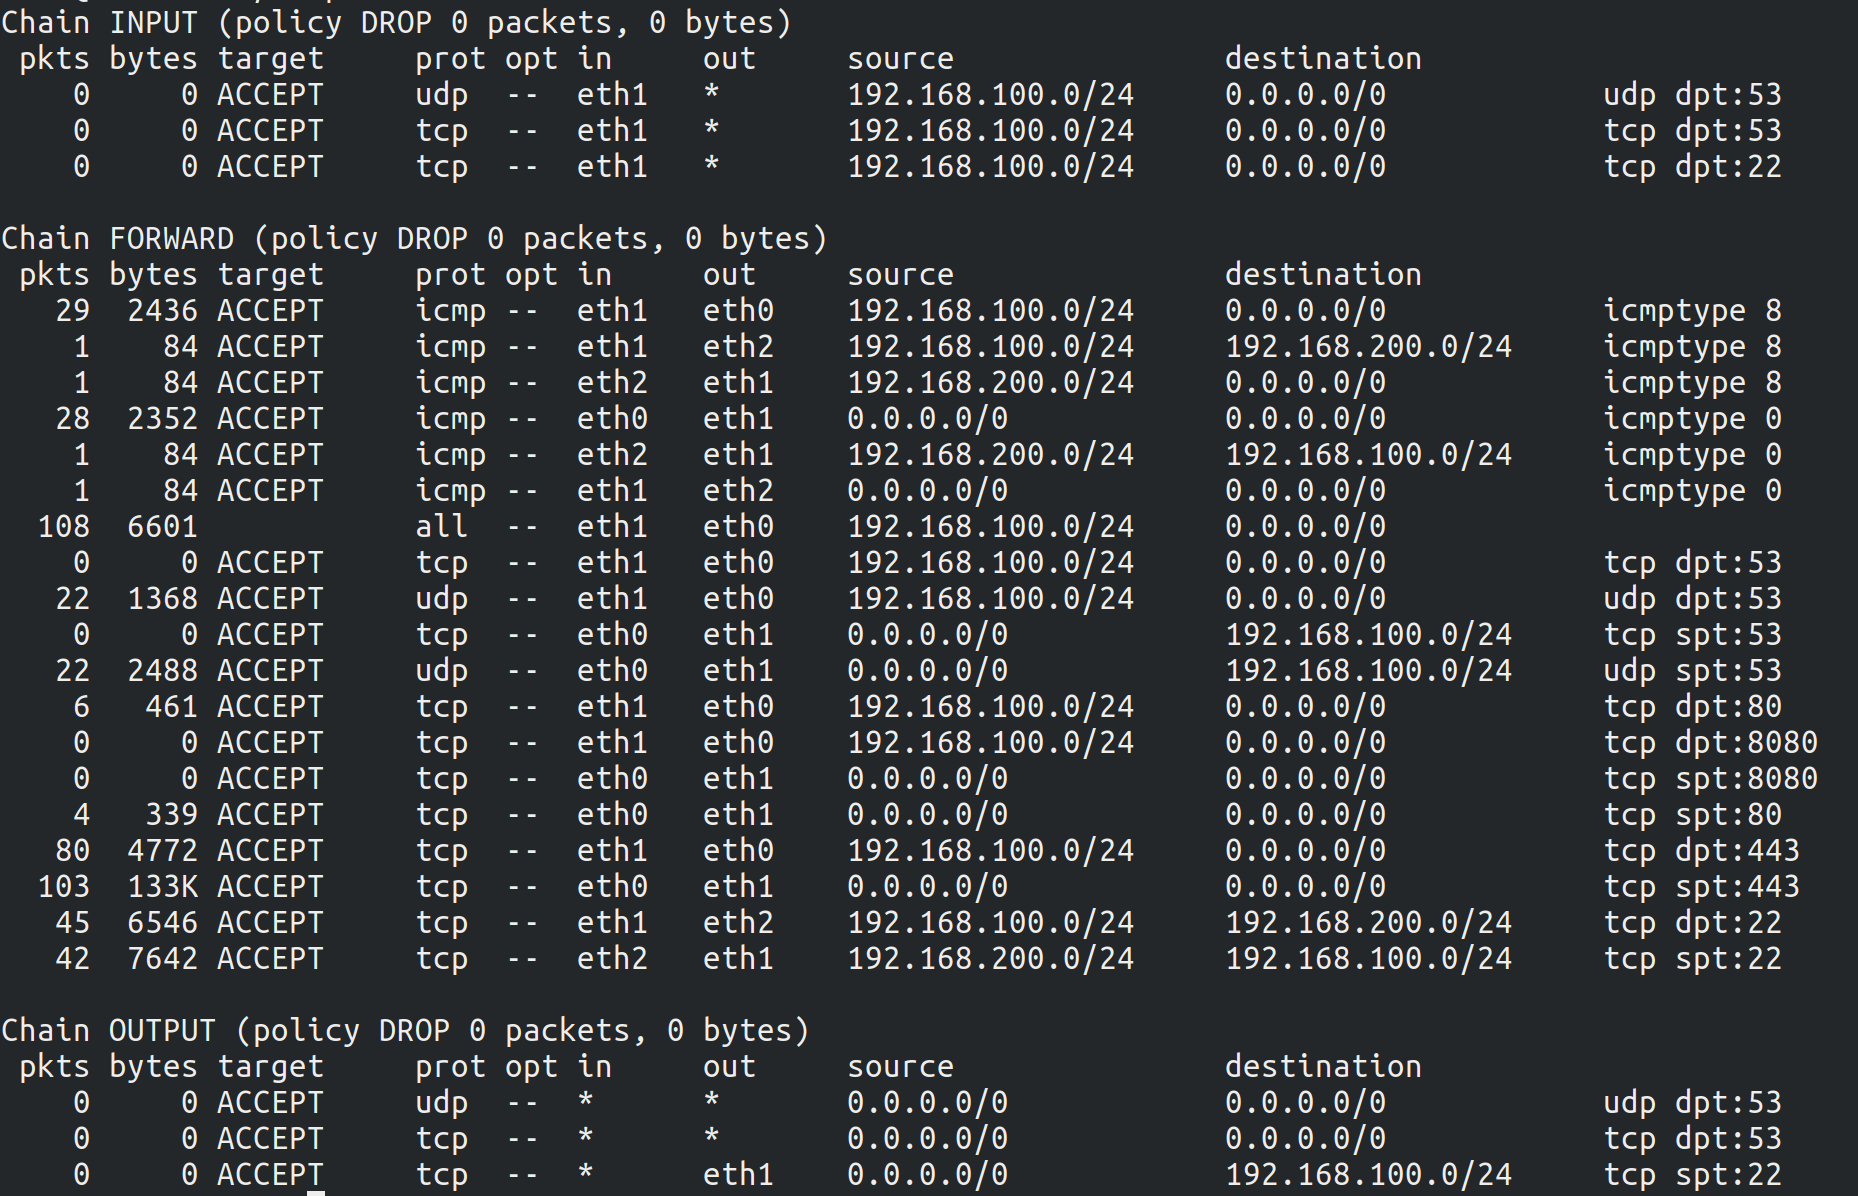 Chain INPUT (policy DROP 0 packets, 0 bytes)
 pkts bytes target     prot opt in     out     source               destination
    0     0 ACCEPT     udp  --  eth1   *       192.168.100.0/24     0.0.0.0/0            udp dpt:53
    0     0 ACCEPT     tcp  --  eth1   *       192.168.100.0/24     0.0.0.0/0            tcp dpt:53
    0     0 ACCEPT     tcp  --  eth1   *       192.168.100.0/24     0.0.0.0/0            tcp dpt:22

Chain FORWARD (policy DROP 0 packets, 0 bytes)
 pkts bytes target     prot opt in     out     source               destination
   29  2436 ACCEPT     icmp --  eth1   eth0    192.168.100.0/24     0.0.0.0/0            icmptype 8
    1    84 ACCEPT     icmp --  eth1   eth2    192.168.100.0/24     192.168.200.0/24     icmptype 8
    1    84 ACCEPT     icmp --  eth2   eth1    192.168.200.0/24     0.0.0.0/0            icmptype 8
   28  2352 ACCEPT     icmp --  eth0   eth1    0.0.0.0/0            0.0.0.0/0            icmptype 0
    1    84 ACCEPT     icmp --  eth2   eth1    192.168.200.0/24     192.168.100.0/24     icmptype 0
    1    84 ACCEPT     icmp --  eth1   eth2    0.0.0.0/0            0.0.0.0/0            icmptype 0
  108  6601            all  --  eth1   eth0    192.168.100.0/24     0.0.0.0/0
    0     0 ACCEPT     tcp  --  eth1   eth0    192.168.100.0/24     0.0.0.0/0            tcp dpt:53
   22  1368 ACCEPT     udp  --  eth1   eth0    192.168.100.0/24     0.0.0.0/0            udp dpt:53
    0     0 ACCEPT     tcp  --  eth0   eth1    0.0.0.0/0            192.168.100.0/24     tcp spt:53
   22  2488 ACCEPT     udp  --  eth0   eth1    0.0.0.0/0            192.168.100.0/24     udp spt:53
    6   461 ACCEPT     tcp  --  eth1   eth0    192.168.100.0/24     0.0.0.0/0            tcp dpt:80
    0     0 ACCEPT     tcp  --  eth1   eth0    192.168.100.0/24     0.0.0.0/0            tcp dpt:8080
    0     0 ACCEPT     tcp  --  eth0   eth1    0.0.0.0/0            0.0.0.0/0            tcp spt:8080
    4   339 ACCEPT     tcp  --  eth0   eth1    0.0.0.0/0            0.0.0.0/0            tcp spt:80
   80  4772 ACCEPT     tcp  --  eth1   eth0    192.168.100.0/24     0.0.0.0/0            tcp dpt:443
  103  133K ACCEPT     tcp  --  eth0   eth1    0.0.0.0/0            0.0.0.0/0            tcp spt:443
   45  6546 ACCEPT     tcp  --  eth1   eth2    192.168.100.0/24     192.168.200.0/24     tcp dpt:22
   42  7642 ACCEPT     tcp  --  eth2   eth1    192.168.200.0/24     192.168.100.0/24     tcp spt:22

Chain OUTPUT (policy DROP 0 packets, 0 bytes)
 pkts bytes target     prot opt in     out     source               destination
    0     0 ACCEPT     udp  --  *      *       0.0.0.0/0            0.0.0.0/0            udp dpt:53
    0     0 ACCEPT     tcp  --  *      *       0.0.0.0/0            0.0.0.0/0            tcp dpt:53
    0     0 ACCEPT     tcp  --  *      eth1    0.0.0.0/0            192.168.100.0/24     tcp spt:22